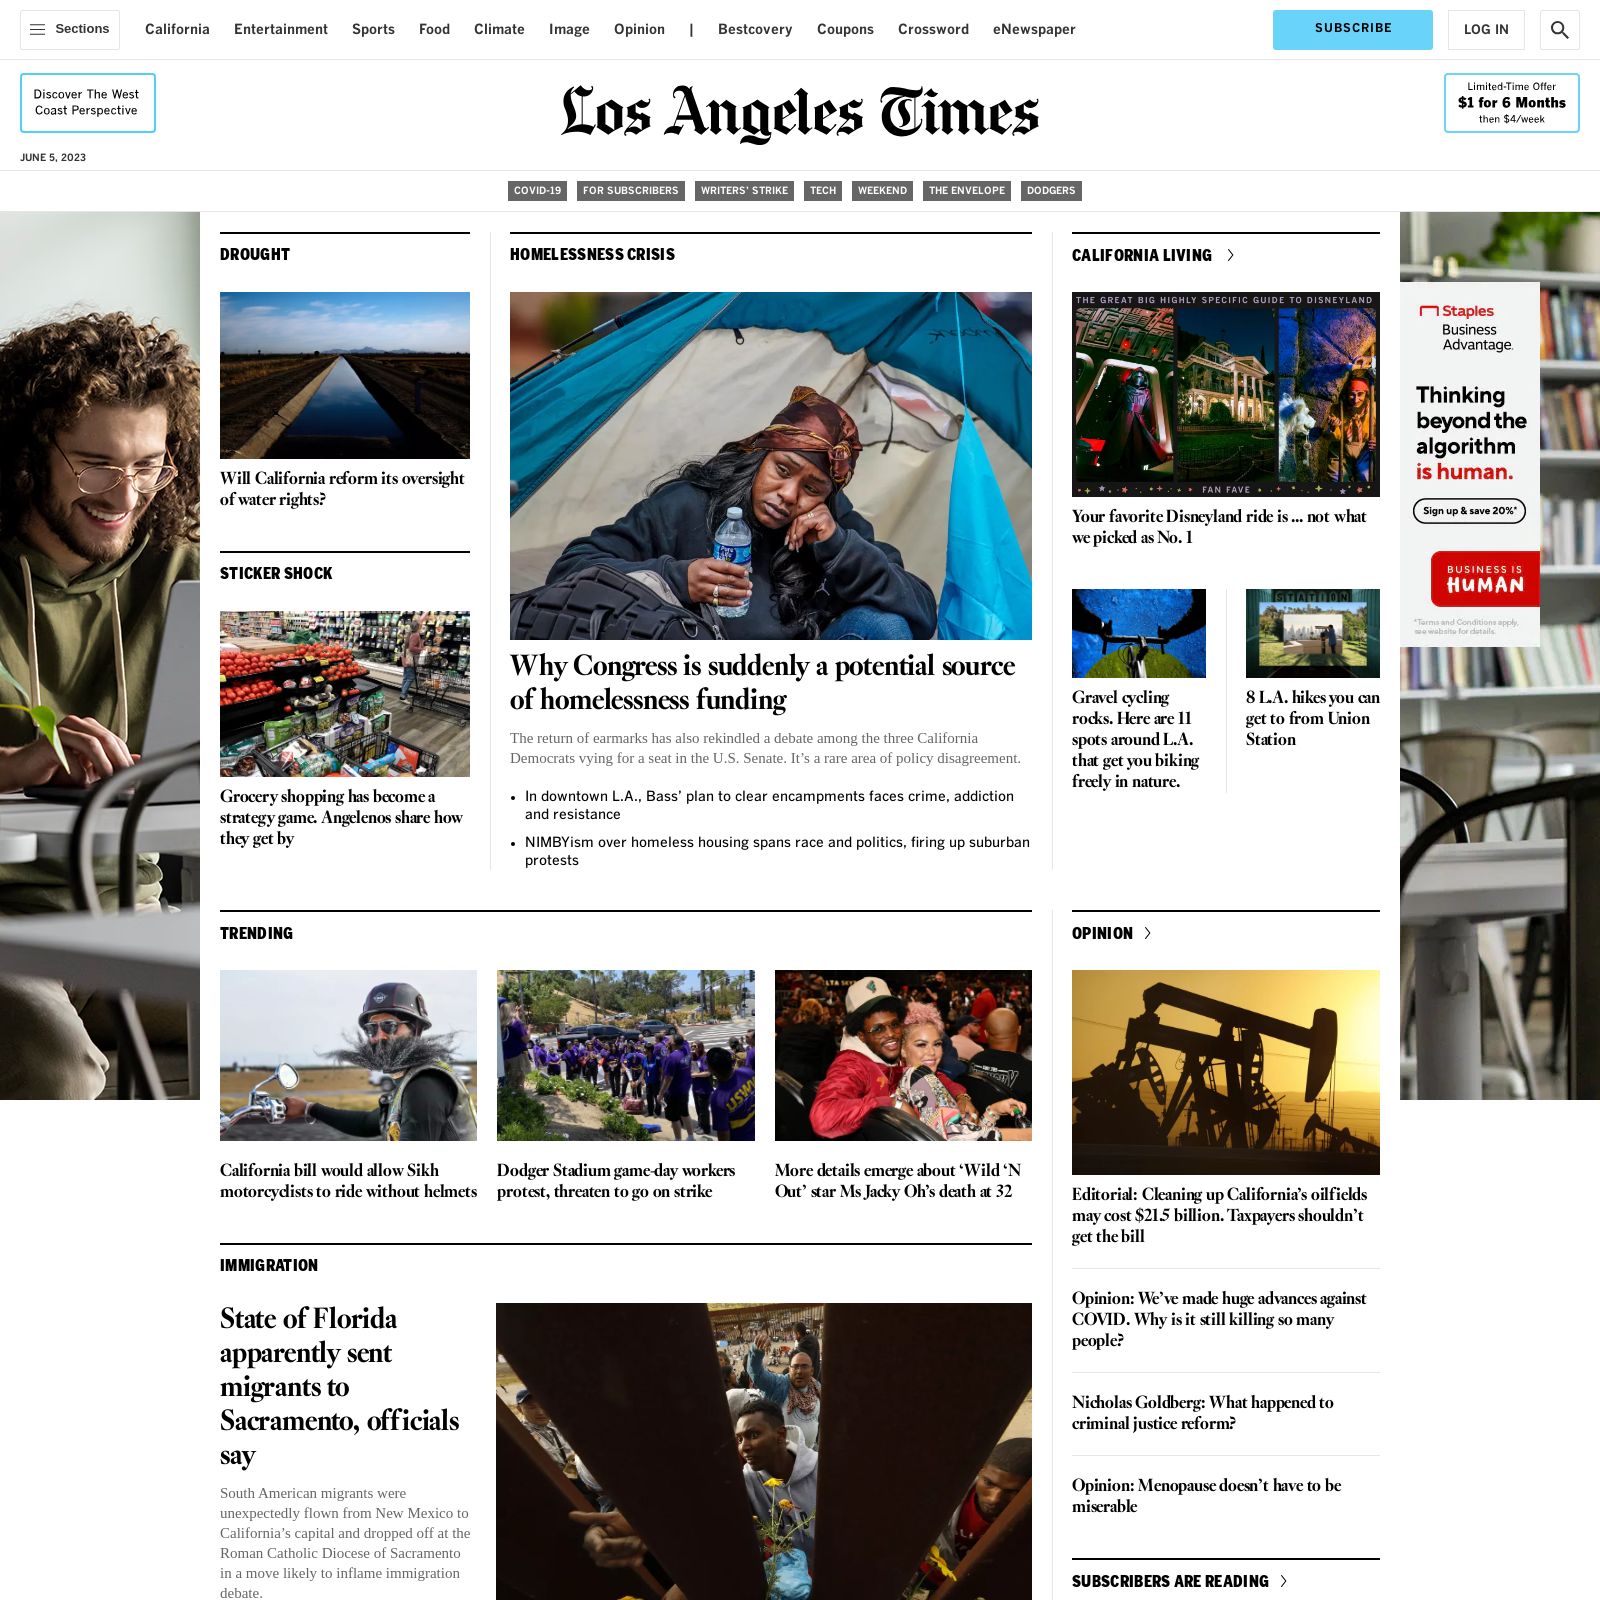 Sections
California
Entertainment
Sports
Food
Climate
Image
Opinion
|
Bestcovery
Coupons
Crossword
eNewspaper
SUBSCRIBE
LOG IN
Discover The West
Coast Perspective
Los Angeles Times
Limited-Time Offer
$1 for 6 Months
then $4/week
JUNE 5, 2023
COVID-19
FOR SUBSCRIBERS
WRITERS' STRIKE
TECH
WEEKEND
THE ENVELOPE
DODGERS
DROUGHT
Will California reform its oversight
of water rights?
STICKER SHOCK
Grocery shopping has become a
strategy game. Angelenos share how
they get by
HOMELESSNESS CRISIS
Why Congress is suddenly a potential source
of homelessness funding
The return of earmarks has also rekindled a debate among the three California
Democrats vying for a seat in the U.S. Senate. It’s a rare area of policy disagreement.
• In downtown L.A., Bass’ plan to clear encampments faces crime, addiction
and resistance
• NIMBYism over homeless housing spans race and politics, firing up suburban
protests
CALIFORNIA LIVING
THE GREAT BIG HIGHLY SPECIFIC GUIDE TO DISNEYLAND
FAN FAVE
Your favorite Disneyland ride is ... not what
we picked as No. 1
Gravel cycling
rocks. Here are 11
spots around L.A.
that get you biking
freely in nature.
STATION
8 L.A. hikes you can
get to from Union
Station
Staples
Business
Advantage.
Thinking
beyond the
algorithm
is human.
Sign up & save 20%*
BUSINESS IS
HUMAN
*Terms and Conditions apply,
see website for details.
TRENDING
California bill would allow Sikh
motorcyclists to ride without helmets
USWW
Dodger Stadium game-day workers
protest, threaten to go on strike
More details emerge about ‘Wild ‘N
Out’ star Ms Jacky Oh’s death at 32
OPINION
Editorial: Cleaning up California’s oilfields
may cost $21.5 billion. Taxpayers shouldn’t
get the bill
Opinion: We’ve made huge advances against
COVID. Why is it still killing so many
people?
Nicholas Goldberg: What happened to
criminal justice reform?
Opinion: Menopause doesn’t have to be
miserable
SUBSCRIBERS ARE READING
IMMIGRATION
State of Florida
apparently sent
migrants to
Sacramento, officials
say
South American migrants were
unexpectedly flown from New Mexico to
California’s capital and dropped off at the
Roman Catholic Diocese of Sacramento
in a move likely to inflame immigration
debate.